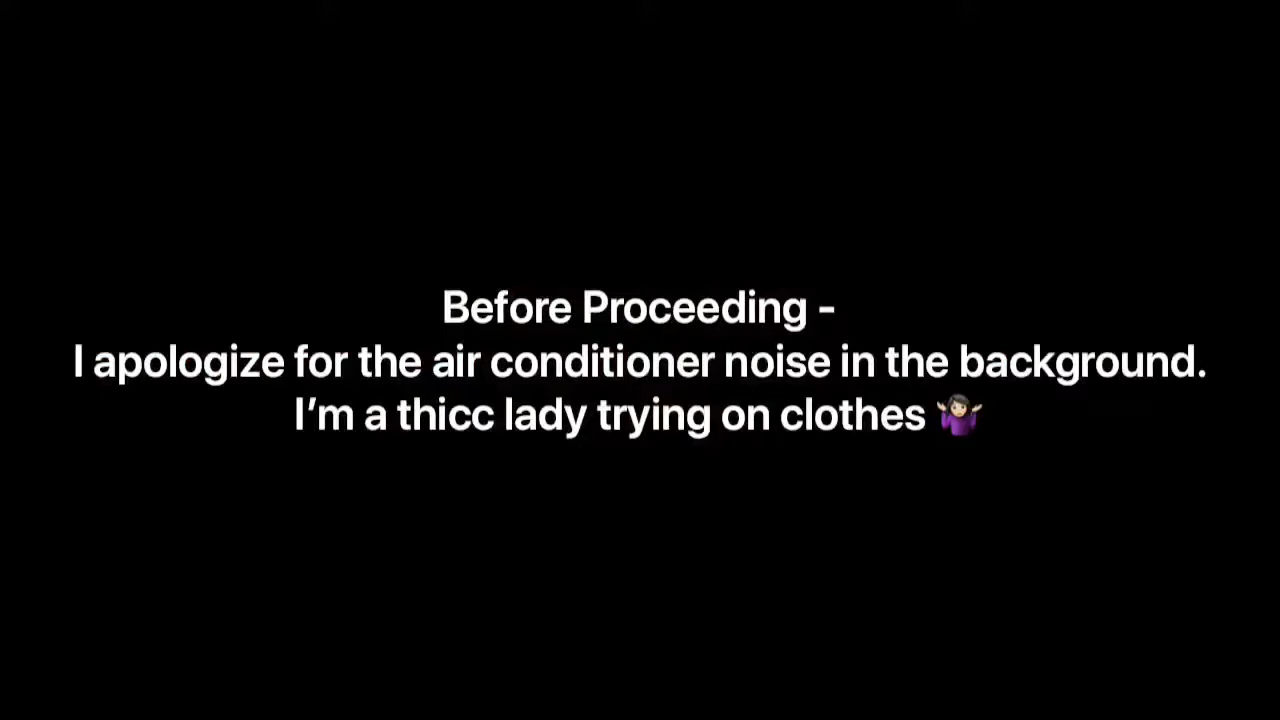 Before Proceeding -
I apologize for the air conditioner noise in the background.
I’m a thicc lady trying on clothes 🤷🏻‍♀️